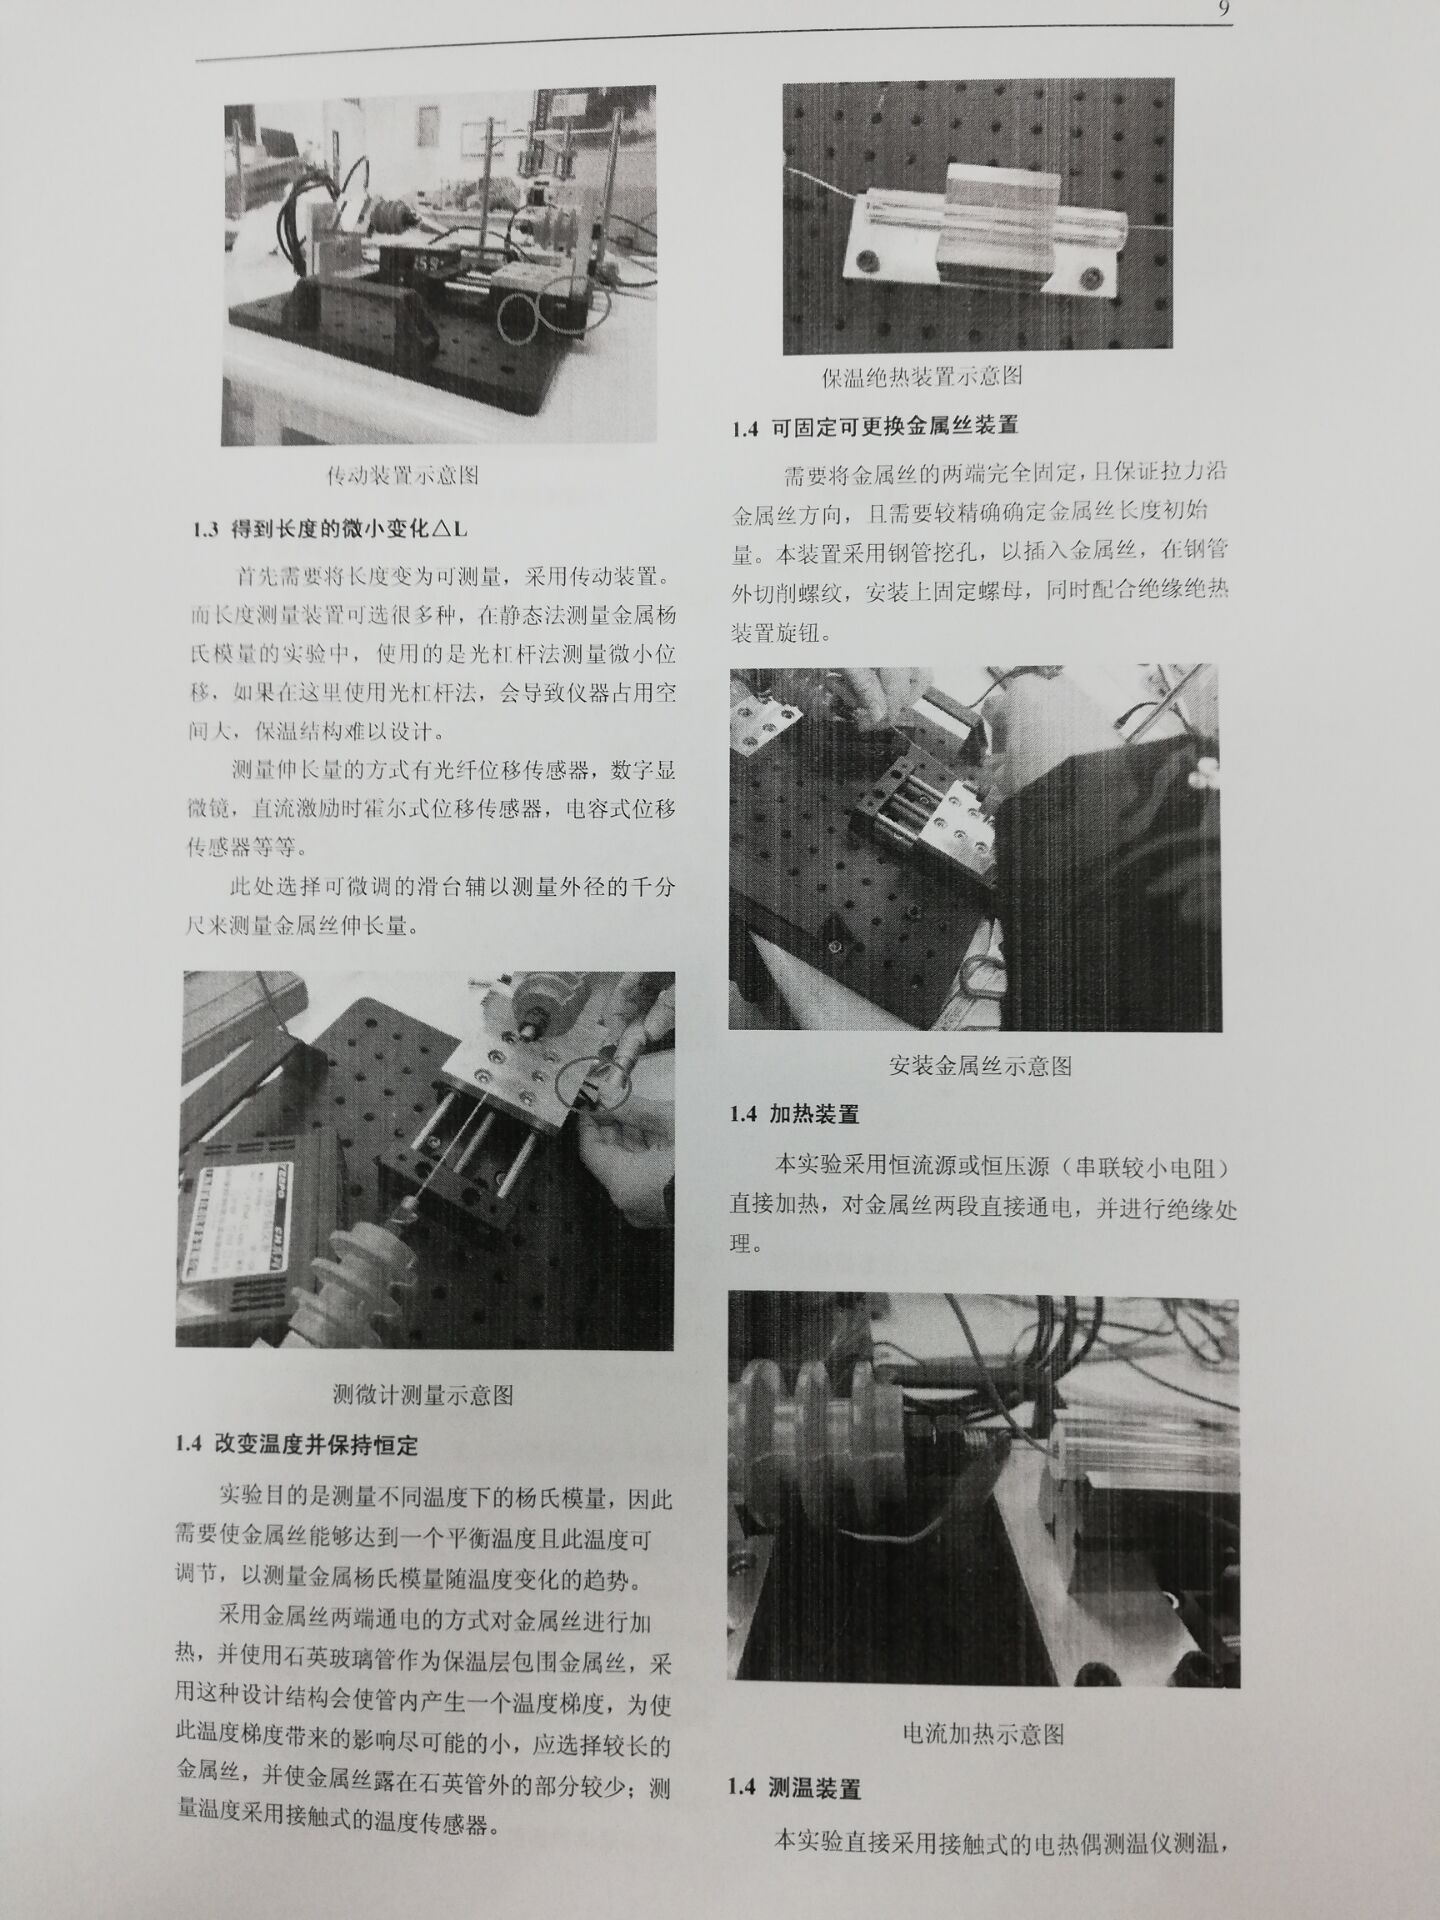 9
传动装置示意图
1.3 得到长度的微小变化△L
首先需要将长度变为可测量，采用传动装置。
而长度测量装置可选很多种，在静态法测量金属杨
氏模量的实验中，使用的是光杠杆法测量微小位
移，如果在这里使用光杠杆法，会导致仪器占用空
间大，保温结构难以设计。
测量伸长量的方式有光纤位移传感器，数字显
微镜，直流激励时霍尔式位移传感器，电容式位移
传感器等等。
此处选择可微调的滑台辅以测量外径的千分
尺来测量金属丝伸长量。
测微计测量示意图
1.4 改变温度并保持恒定
实验目的是测量不同温度下的杨氏模量，因此
需要使金属丝能够达到一个平衡温度且此温度可
调节，以测量金属杨氏模量随温度变化的趋势。
采用金属丝两端通电的方式对金属丝进行加
热，并使用石英玻璃管作为保温层包围金属丝，采
用这种设计结构会使管内产生一个温度梯度，为使
此温度梯度带来的影响尽可能的小，应选择较长的
金属丝，并使金属丝露在石英管外的部分较少；测
量温度采用接触式的温度传感器。
保温绝热装置示意图
1.4 可固定可更换金属丝装置
需要将金属丝的两端完全固定，且保证拉力沿
金属丝方向，且需要较精确确定金属丝长度初始
量。本装置采用钢管挖孔，以插入金属丝，在钢管
外切削螺纹，安装上固定螺母，同时配合绝缘绝热
装置旋钮。
安装金属丝示意图
1.4 加热装置
本实验采用恒流源或恒压源（串联较小电阻）
直接加热，对金属丝两段直接通电，并进行绝缘处
理。
电流加热示意图
1.4 测温装置
本实验直接采用接触式的电热偶测温仪测温，